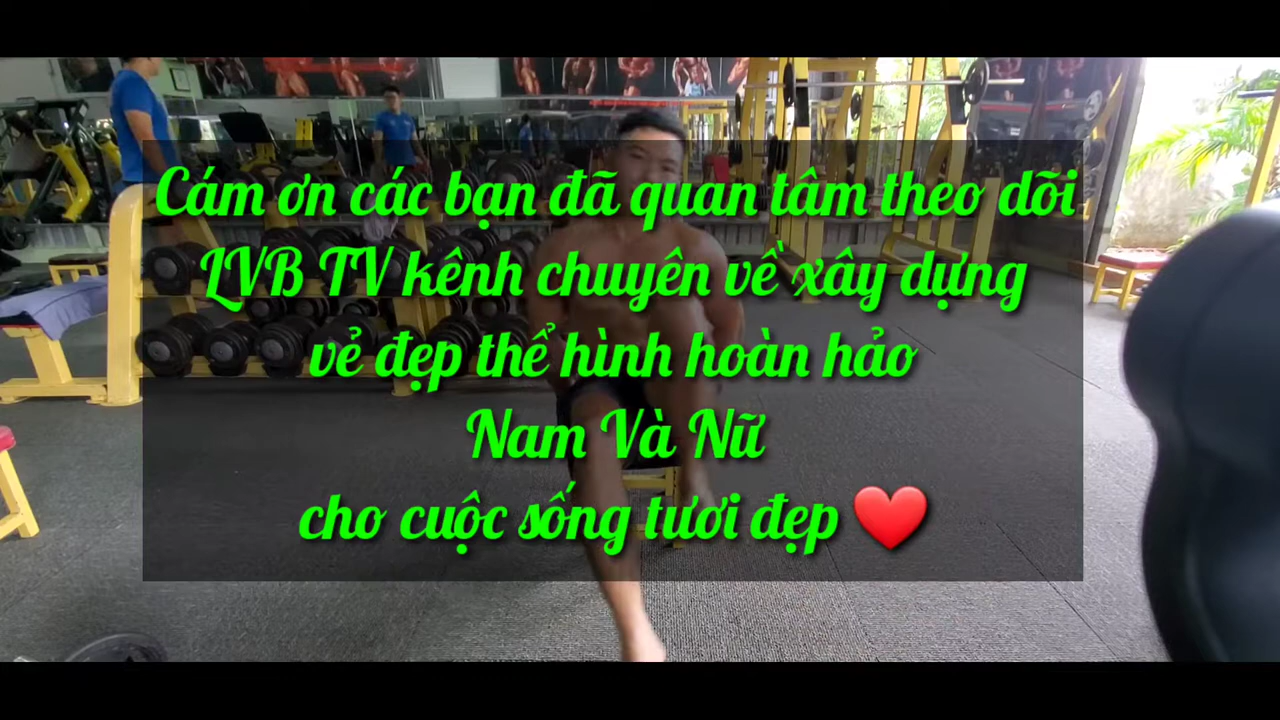 Cám ơn các bạn đã quan tâm theo dõi
LVB TV kênh chuyên về xây dựng
vẻ đẹp thể hình hoàn hảo
Nam Và Nữ
cho cuộc sống tươi đẹp ❤️